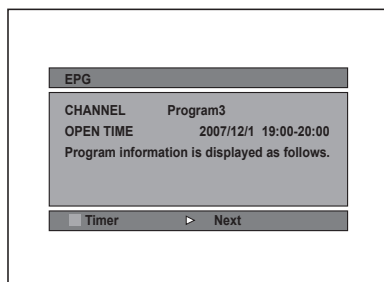 EPG
CHANNEL Program3
OPEN TIME 2007/12/1 19:00-20:00
Program information is displayed as follows.
Timer Next